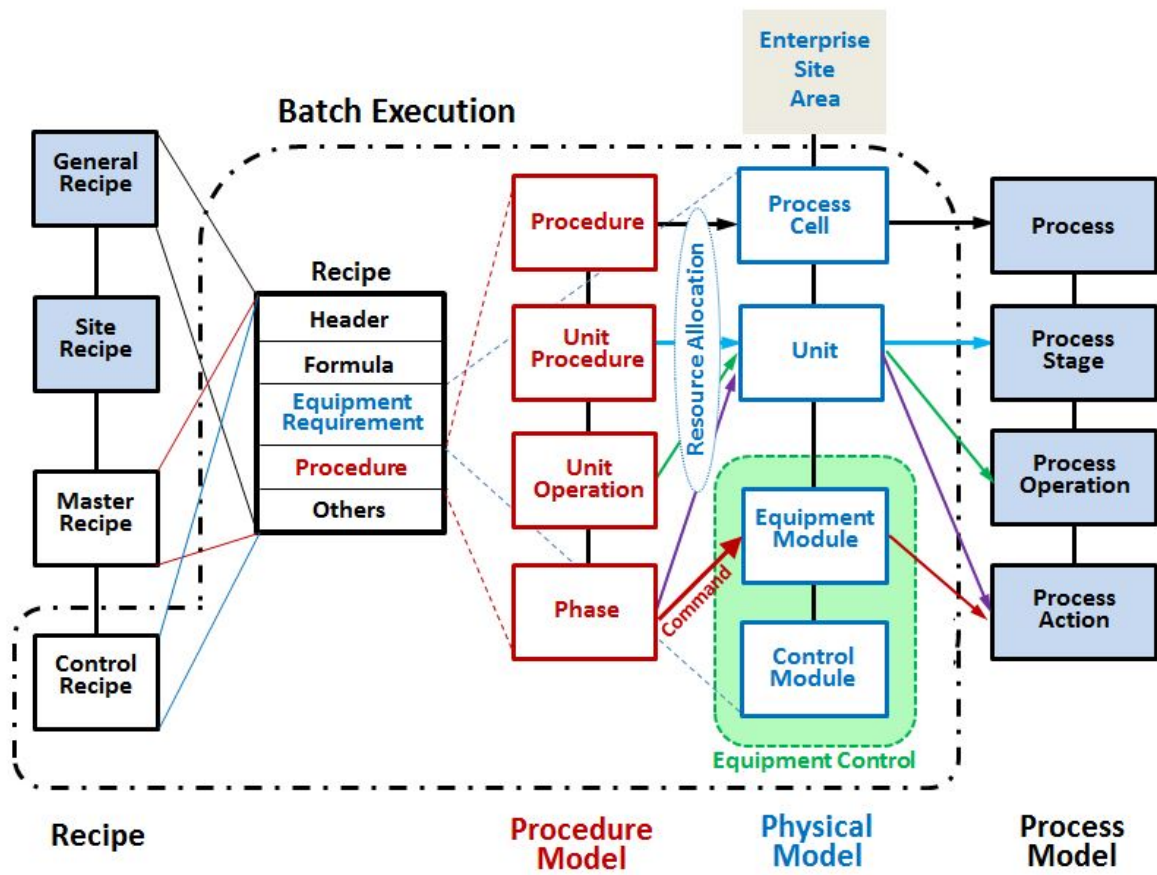 Enterprise
Site
Area
Batch Execution
General
Recipe
Site
Recipe
Master
Recipe
Control
Recipe
Recipe
Header
Formula
Equipment
Requirement
Procedure
Others
Procedure
Unit
Procedure
Unit
Operation
Phase
Resource Allocation
Command
Process
Cell
Unit
Equipment
Module
Control
Module
Equipment Control
Process
Process
Stage
Process
Operation
Process
Action
Recipe
Procedure
Model
Physical
Model
Process
Model